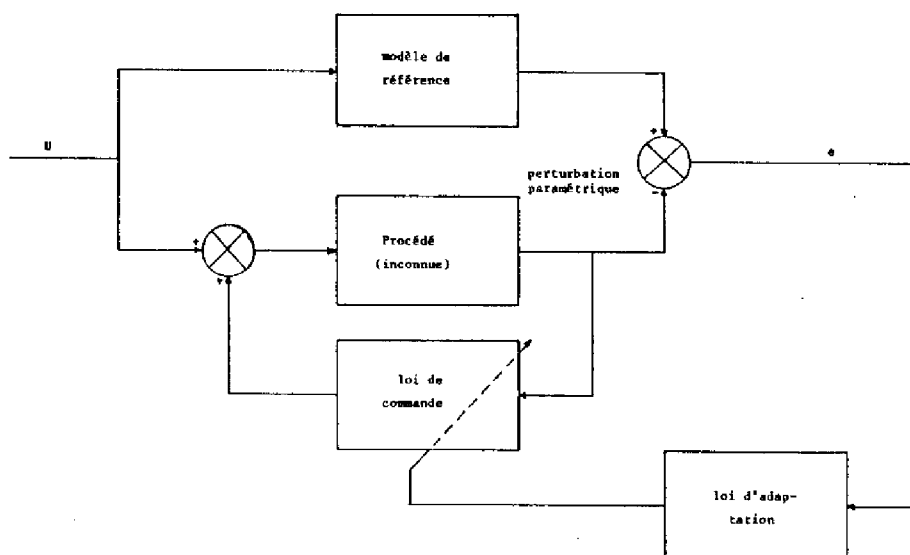 modèle de
référence
U
+
e
perturbation
paramétrique
-
+
Procédé
(inconnue)
+
loi de
commande
loi d'adap-
tation